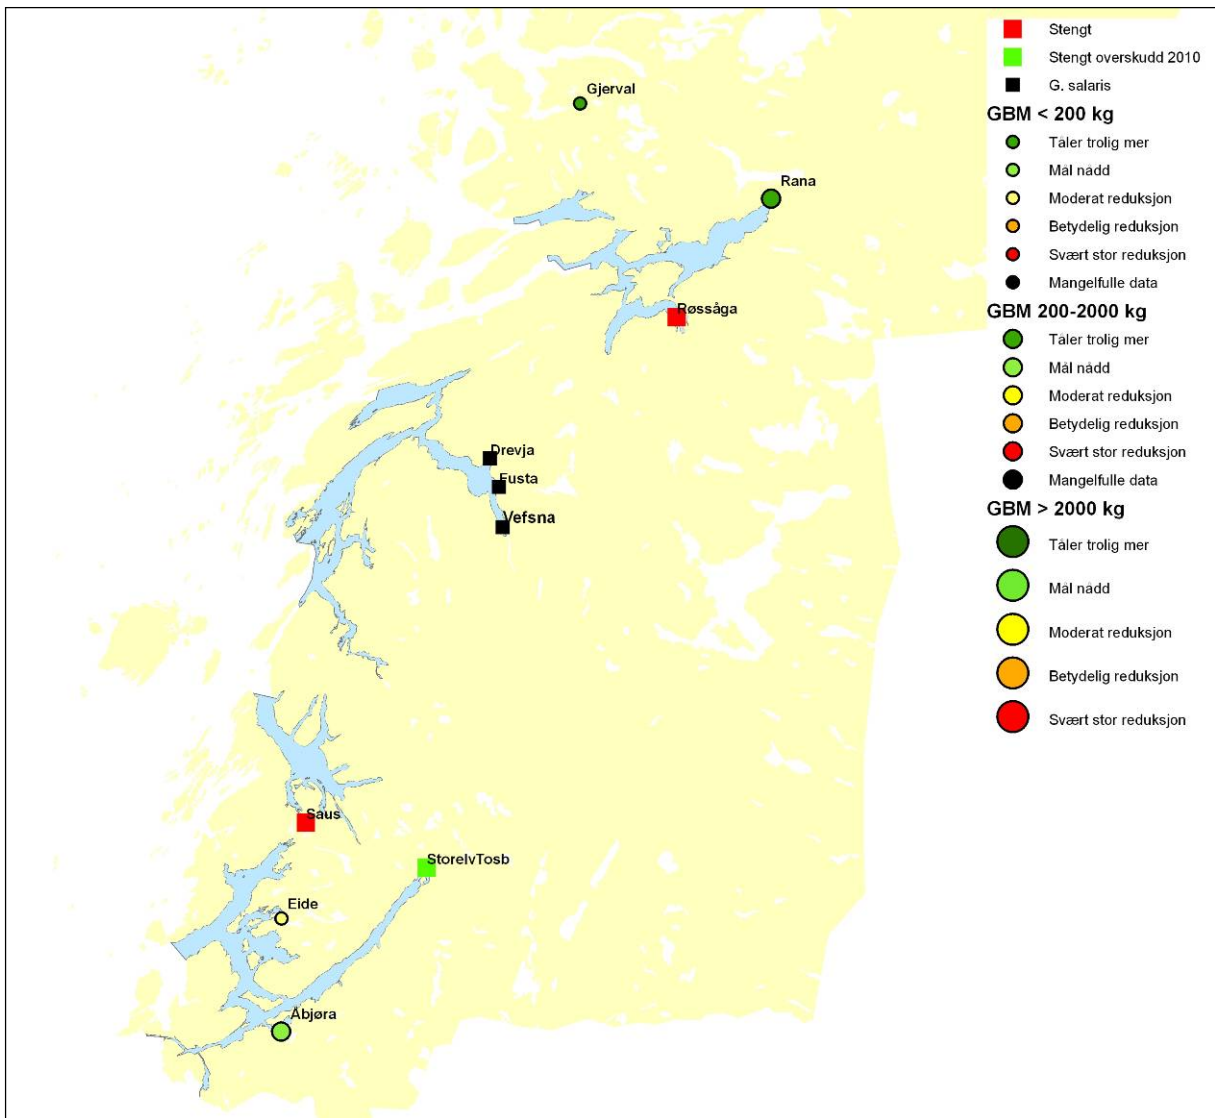 Stengt
Stengt overskudd 2010
G. salaris
GBM < 200 kg
Tåler trolig mer
Mål nådd
Moderat reduksjon
Betydelig reduksjon
Svært stor reduksjon
Mangelfulle data
GBM 200-2000 kg
Tåler trolig mer
Mål nådd
Moderat reduksjon
Betydelig reduksjon
Svært stor reduksjon
Mangelfulle data
GBM > 2000 kg
Tåler trolig mer
Mål nådd
Moderat reduksjon
Betydelig reduksjon
Svært stor reduksjon
Gjerval
Rana
Røssåga
Drevja
Fusta
Vefsna
Saus
StorelvTosb
Eide
Åbjøra